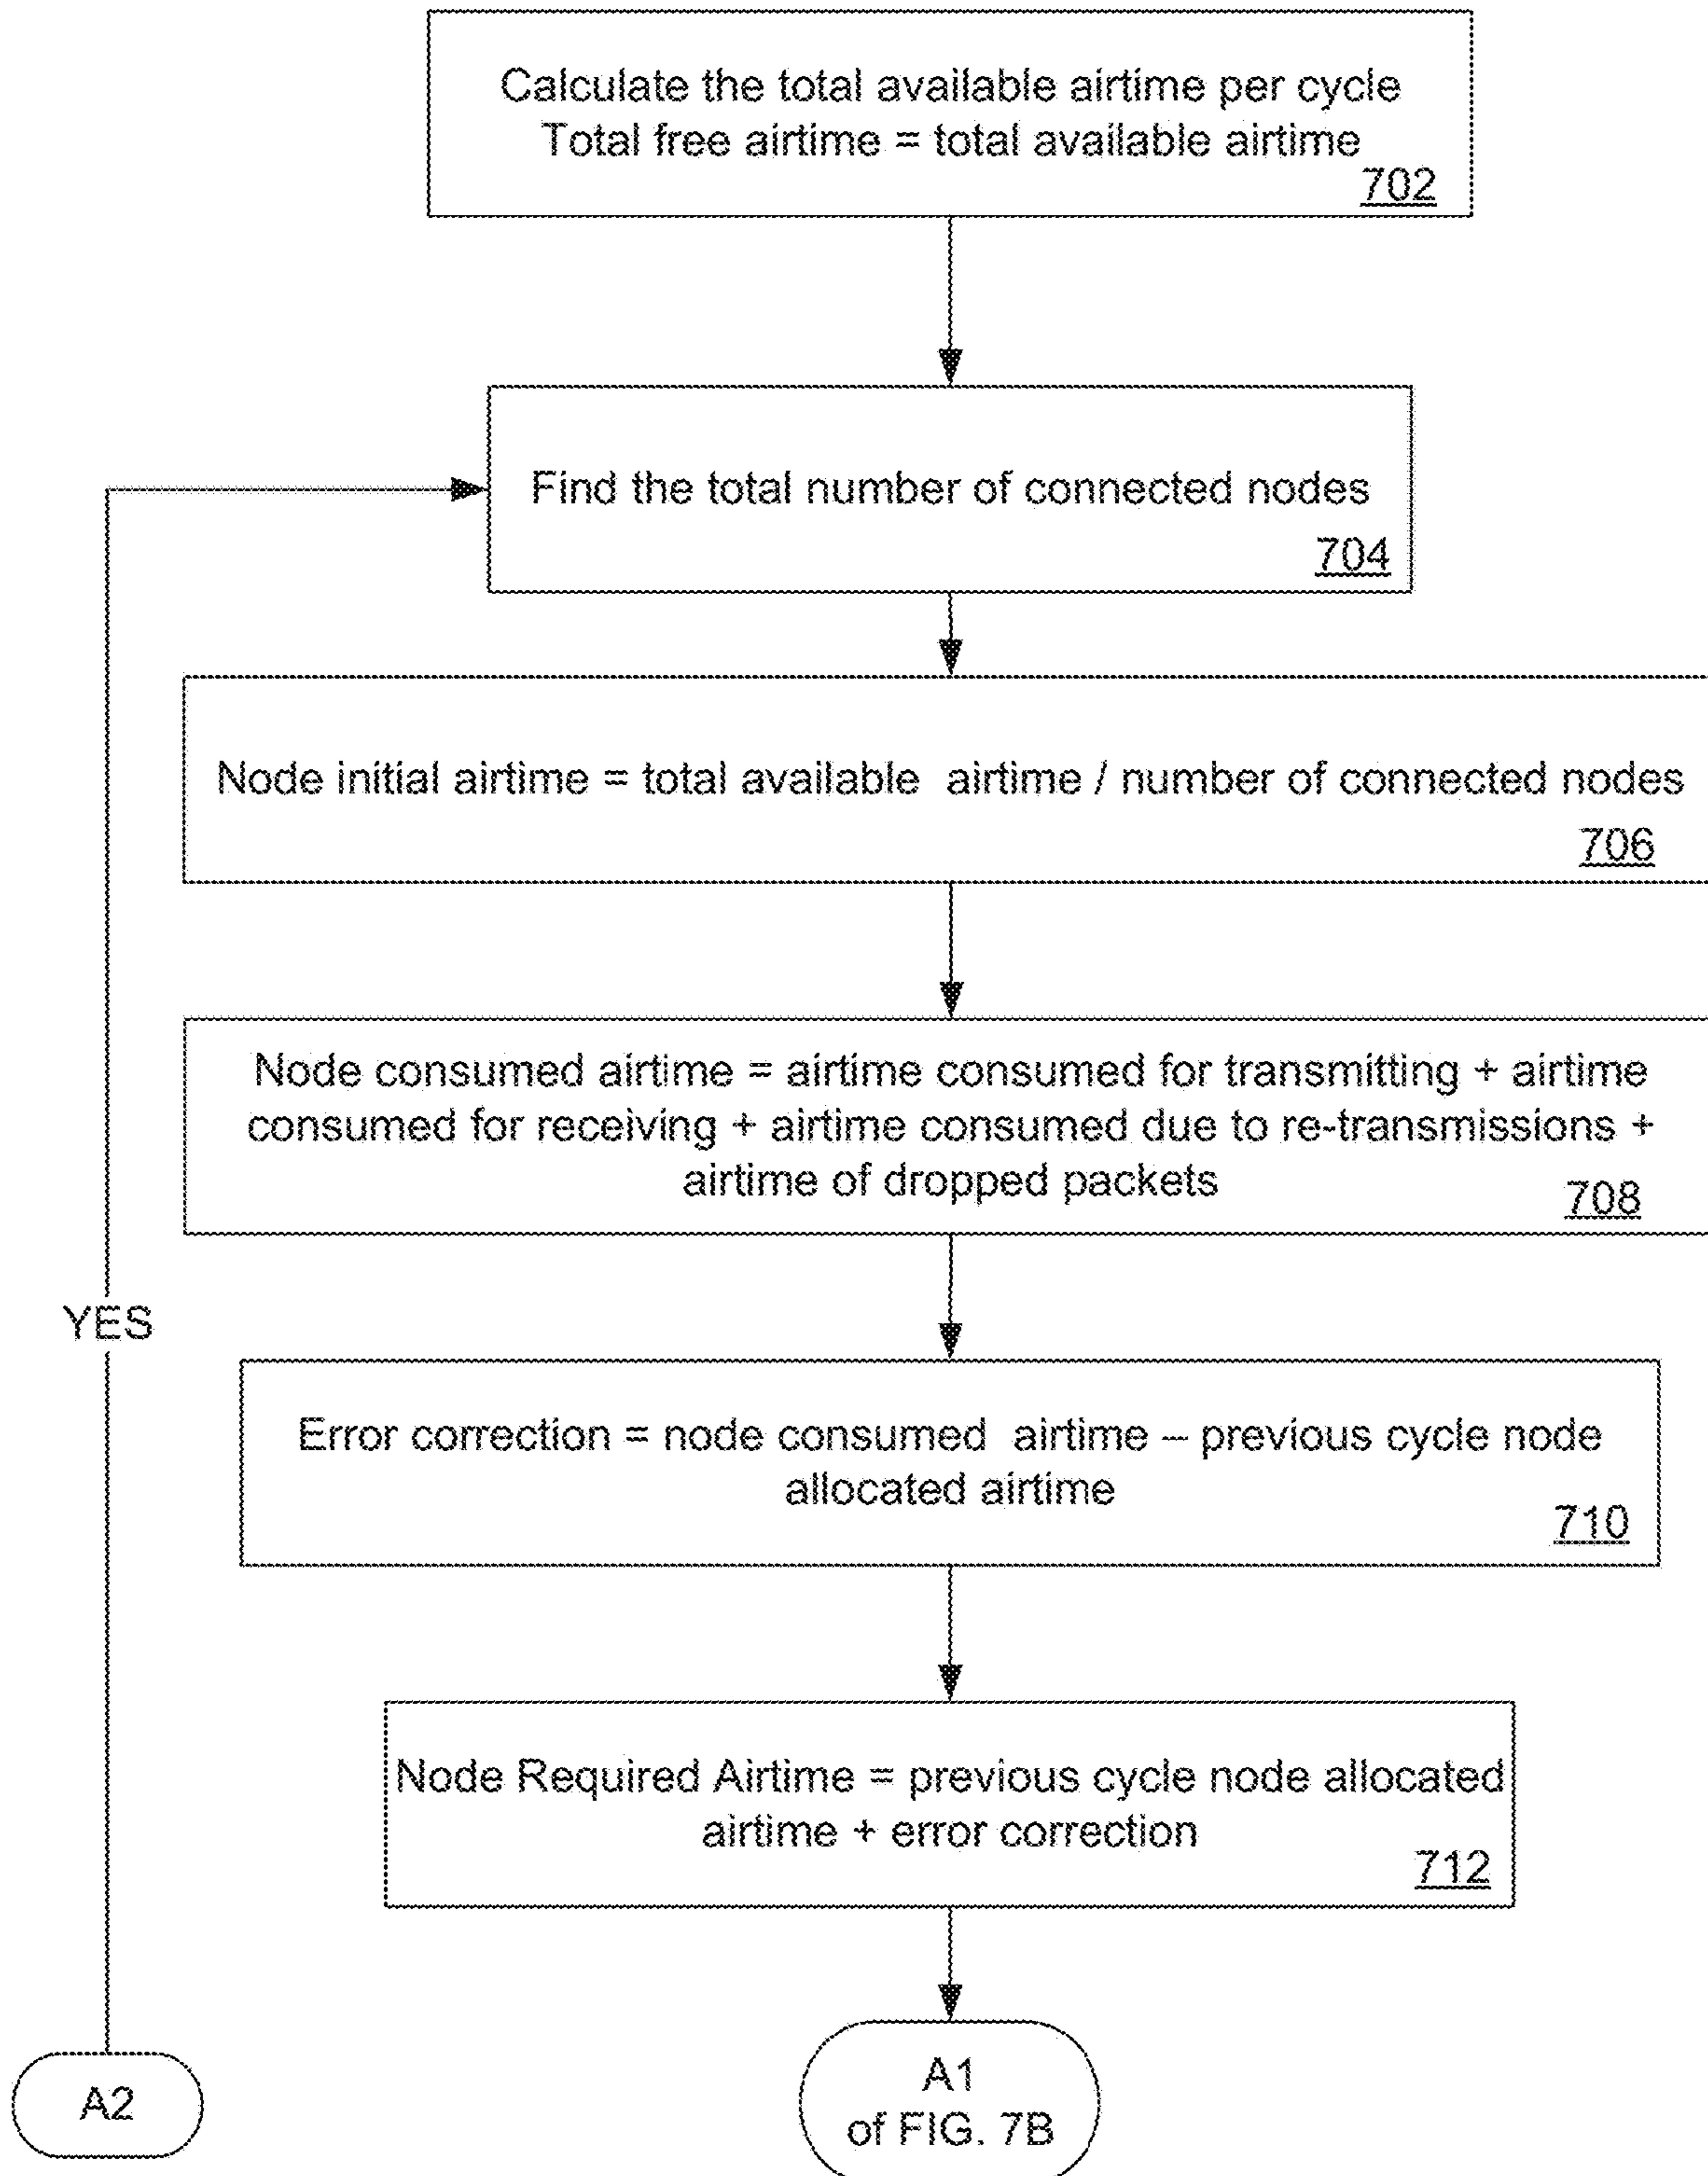 Calculate the total available airtime per cycle
Total free airtime = total available airtime
702
Find the total number of connected nodes
704
Node initial airtime = total available airtime / number of connected nodes
706
Node consumed airtime = airtime consumed for transmitting + airtime
consumed for receiving + airtime consumed due to re-transmissions +
airtime of dropped packets
708
YES
Error correction = node consumed airtime – previous cycle node
allocated airtime
710
Node Required Airtime = previous cycle node allocated
airtime + error correction
712
A2
A1
of FIG. 7B